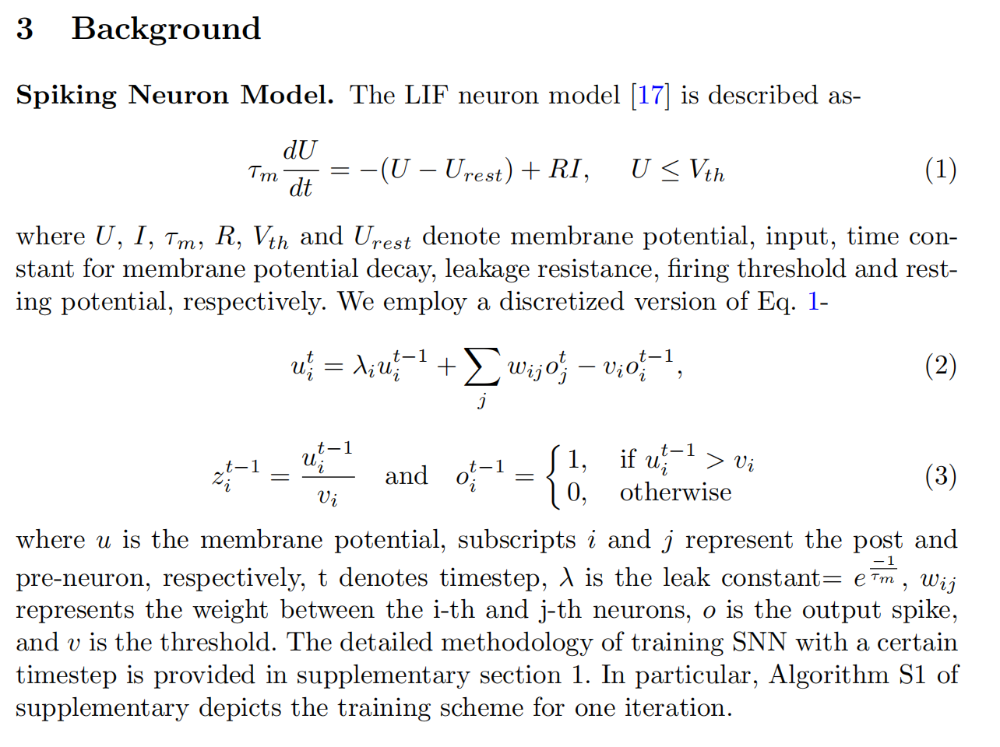 3 Background
Spiking Neuron Model. The LIF neuron model [17] is described as-
$\tau_m \frac{dU}{dt} = -(U - U_{rest}) + RI, \quad U \leq V_{th}$ (1)
where $U$, $I$, $\tau_m$, $R$, $V_{th}$ and $U_{rest}$ denote membrane potential, input, time con-
stant for membrane potential decay, leakage resistance, firing threshold and rest-
ing potential, respectively. We employ a discretized version of Eq. 1-
$u_i^t = \lambda_i u_i^{t-1} + \sum_j w_{ij} o_j^t - v_i o_i^{t-1},$ (2)
$z_i^{t-1} = \frac{u_i^{t-1}}{v_i} \quad \text{and} \quad o_i^{t-1} = \begin{cases} 1, & \text{if } u_i^{t-1} > v_i \\ 0, & \text{otherwise} \end{cases}$ (3)
where $u$ is the membrane potential, subscripts $i$ and $j$ represent the post and
pre-neuron, respectively, t denotes timestep, $\lambda$ is the leak constant= $e^{\frac{-1}{\tau_m}}$, $w_{ij}$
represents the weight between the i-th and j-th neurons, $o$ is the output spike,
and $v$ is the threshold. The detailed methodology of training SNN with a certain
timestep is provided in supplementary section 1. In particular, Algorithm S1 of
supplementary depicts the training scheme for one iteration.